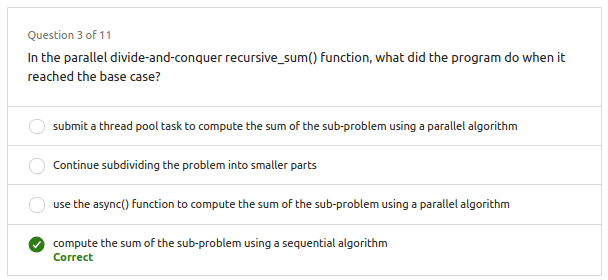 Question 3 of 11
In the parallel divide-and-conquer recursive_sum() function, what did the program do when it
reached the base case?
submit a thread pool task to compute the sum of the sub-problem using a parallel algorithm
Continue subdividing the problem into smaller parts
use the async() function to compute the sum of the sub-problem using a parallel algorithm
compute the sum of the sub-problem using a sequential algorithm
Correct